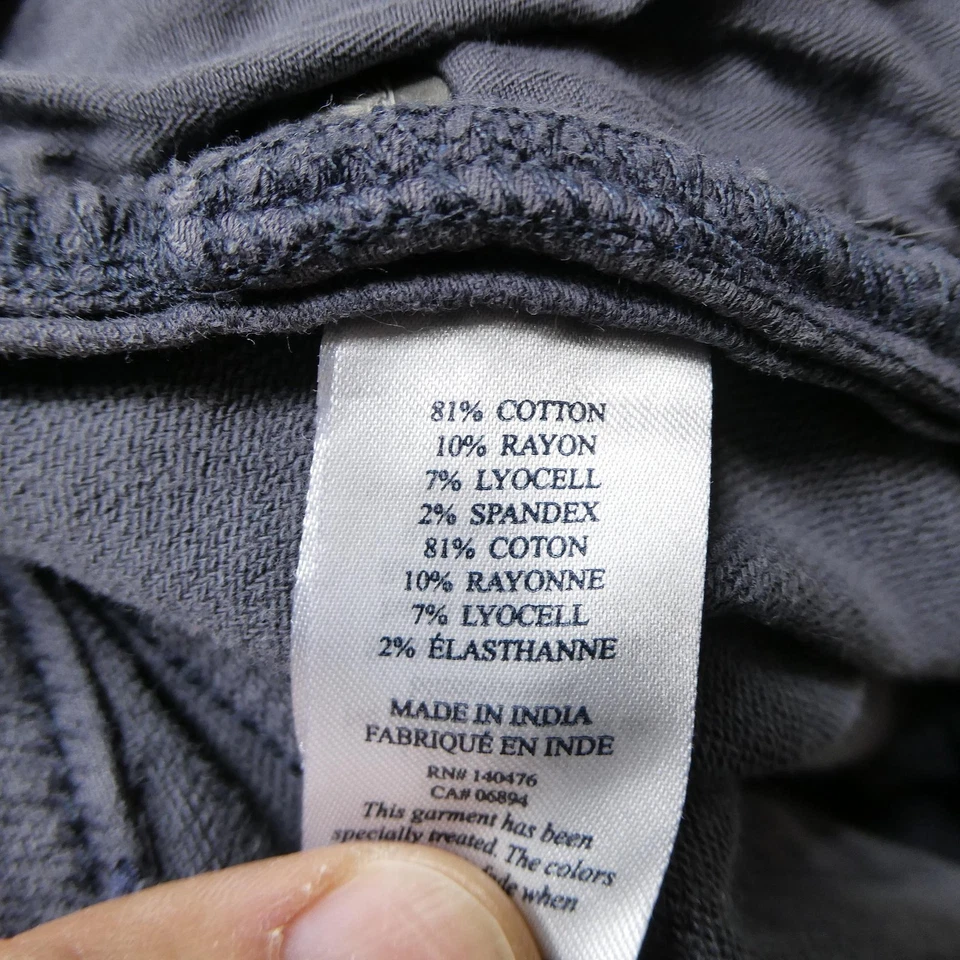 81% COTTON
10% RAYON
7% LYOCELL
2% SPANDEX
81% COTON
10% RAYONNE
7% LYOCELL
2% ÉLASTHANNE
MADE IN INDIA
FABRIQUÉ EN INDE
RN# 140476
CA# 06894
This garment has been
specially treated. The colors
when